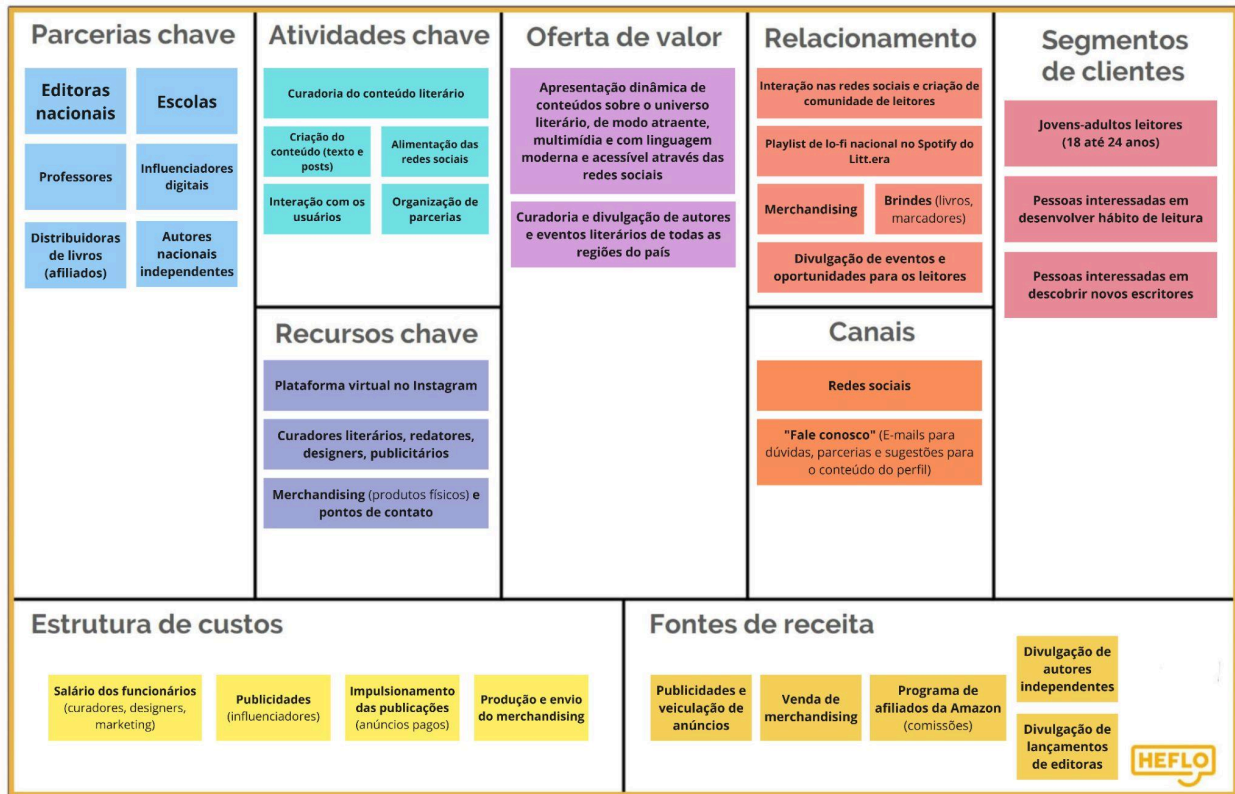 Parcerias chave
Editoras
nacionais
Escolas
Professores
Influenciadores
digitais
Distribuidoras
de livros
(afiliados)
Autores
nacionais
independentes
Atividades chave
Curadoria do conteúdo literário
Criação do
conteúdo (texto e
posts)
Alimentação das
redes sociais
Interação com os
usuários
Organização de
parcerias
Recursos chave
Plataforma virtual no Instagram
Curadores literários, redatores,
designers, publicitários
Merchandising (produtos físicos) e
pontos de contato
Oferta de valor
Apresentação dinâmica de
conteúdos sobre o universo
literário, de modo atraente,
multimídia e com linguagem
moderna e acessível através das
redes sociais
Curadoria e divulgação de autores
e eventos literários de todas as
regiões do país
Relacionamento
Interação nas redes sociais e criação de
comunidade de leitores
Playlist de lo-fi nacional no Spotify do
Litt.era
Merchandising
Brindes (livros,
marcadores)
Divulgação de eventos e
oportunidades para os leitores
Canais
Redes sociais
"Fale conosco" (E-mails para
dúvidas, parcerias e sugestões para
o conteúdo do perfil)
Segmentos
de clientes
Jovens-adultos leitores
(18 até 24 anos)
Pessoas interessadas em
desenvolver hábito de leitura
Pessoas interessadas em
descobrir novos escritores
Estrutura de custos
Salário dos funcionários
(curadores, designers,
marketing)
Publicidades
(influenciadores)
Impulsionamento
das publicações
(anúncios pagos)
Produção e envio
do merchandising
Fontes de receita
Publicidades e
veiculação de
anúncios
Venda de
merchandising
Programa de
afiliados da Amazon
(comissões)
Divulgação de
autores
independentes
Divulgação de
lançamentos
de editoras
HEFLO